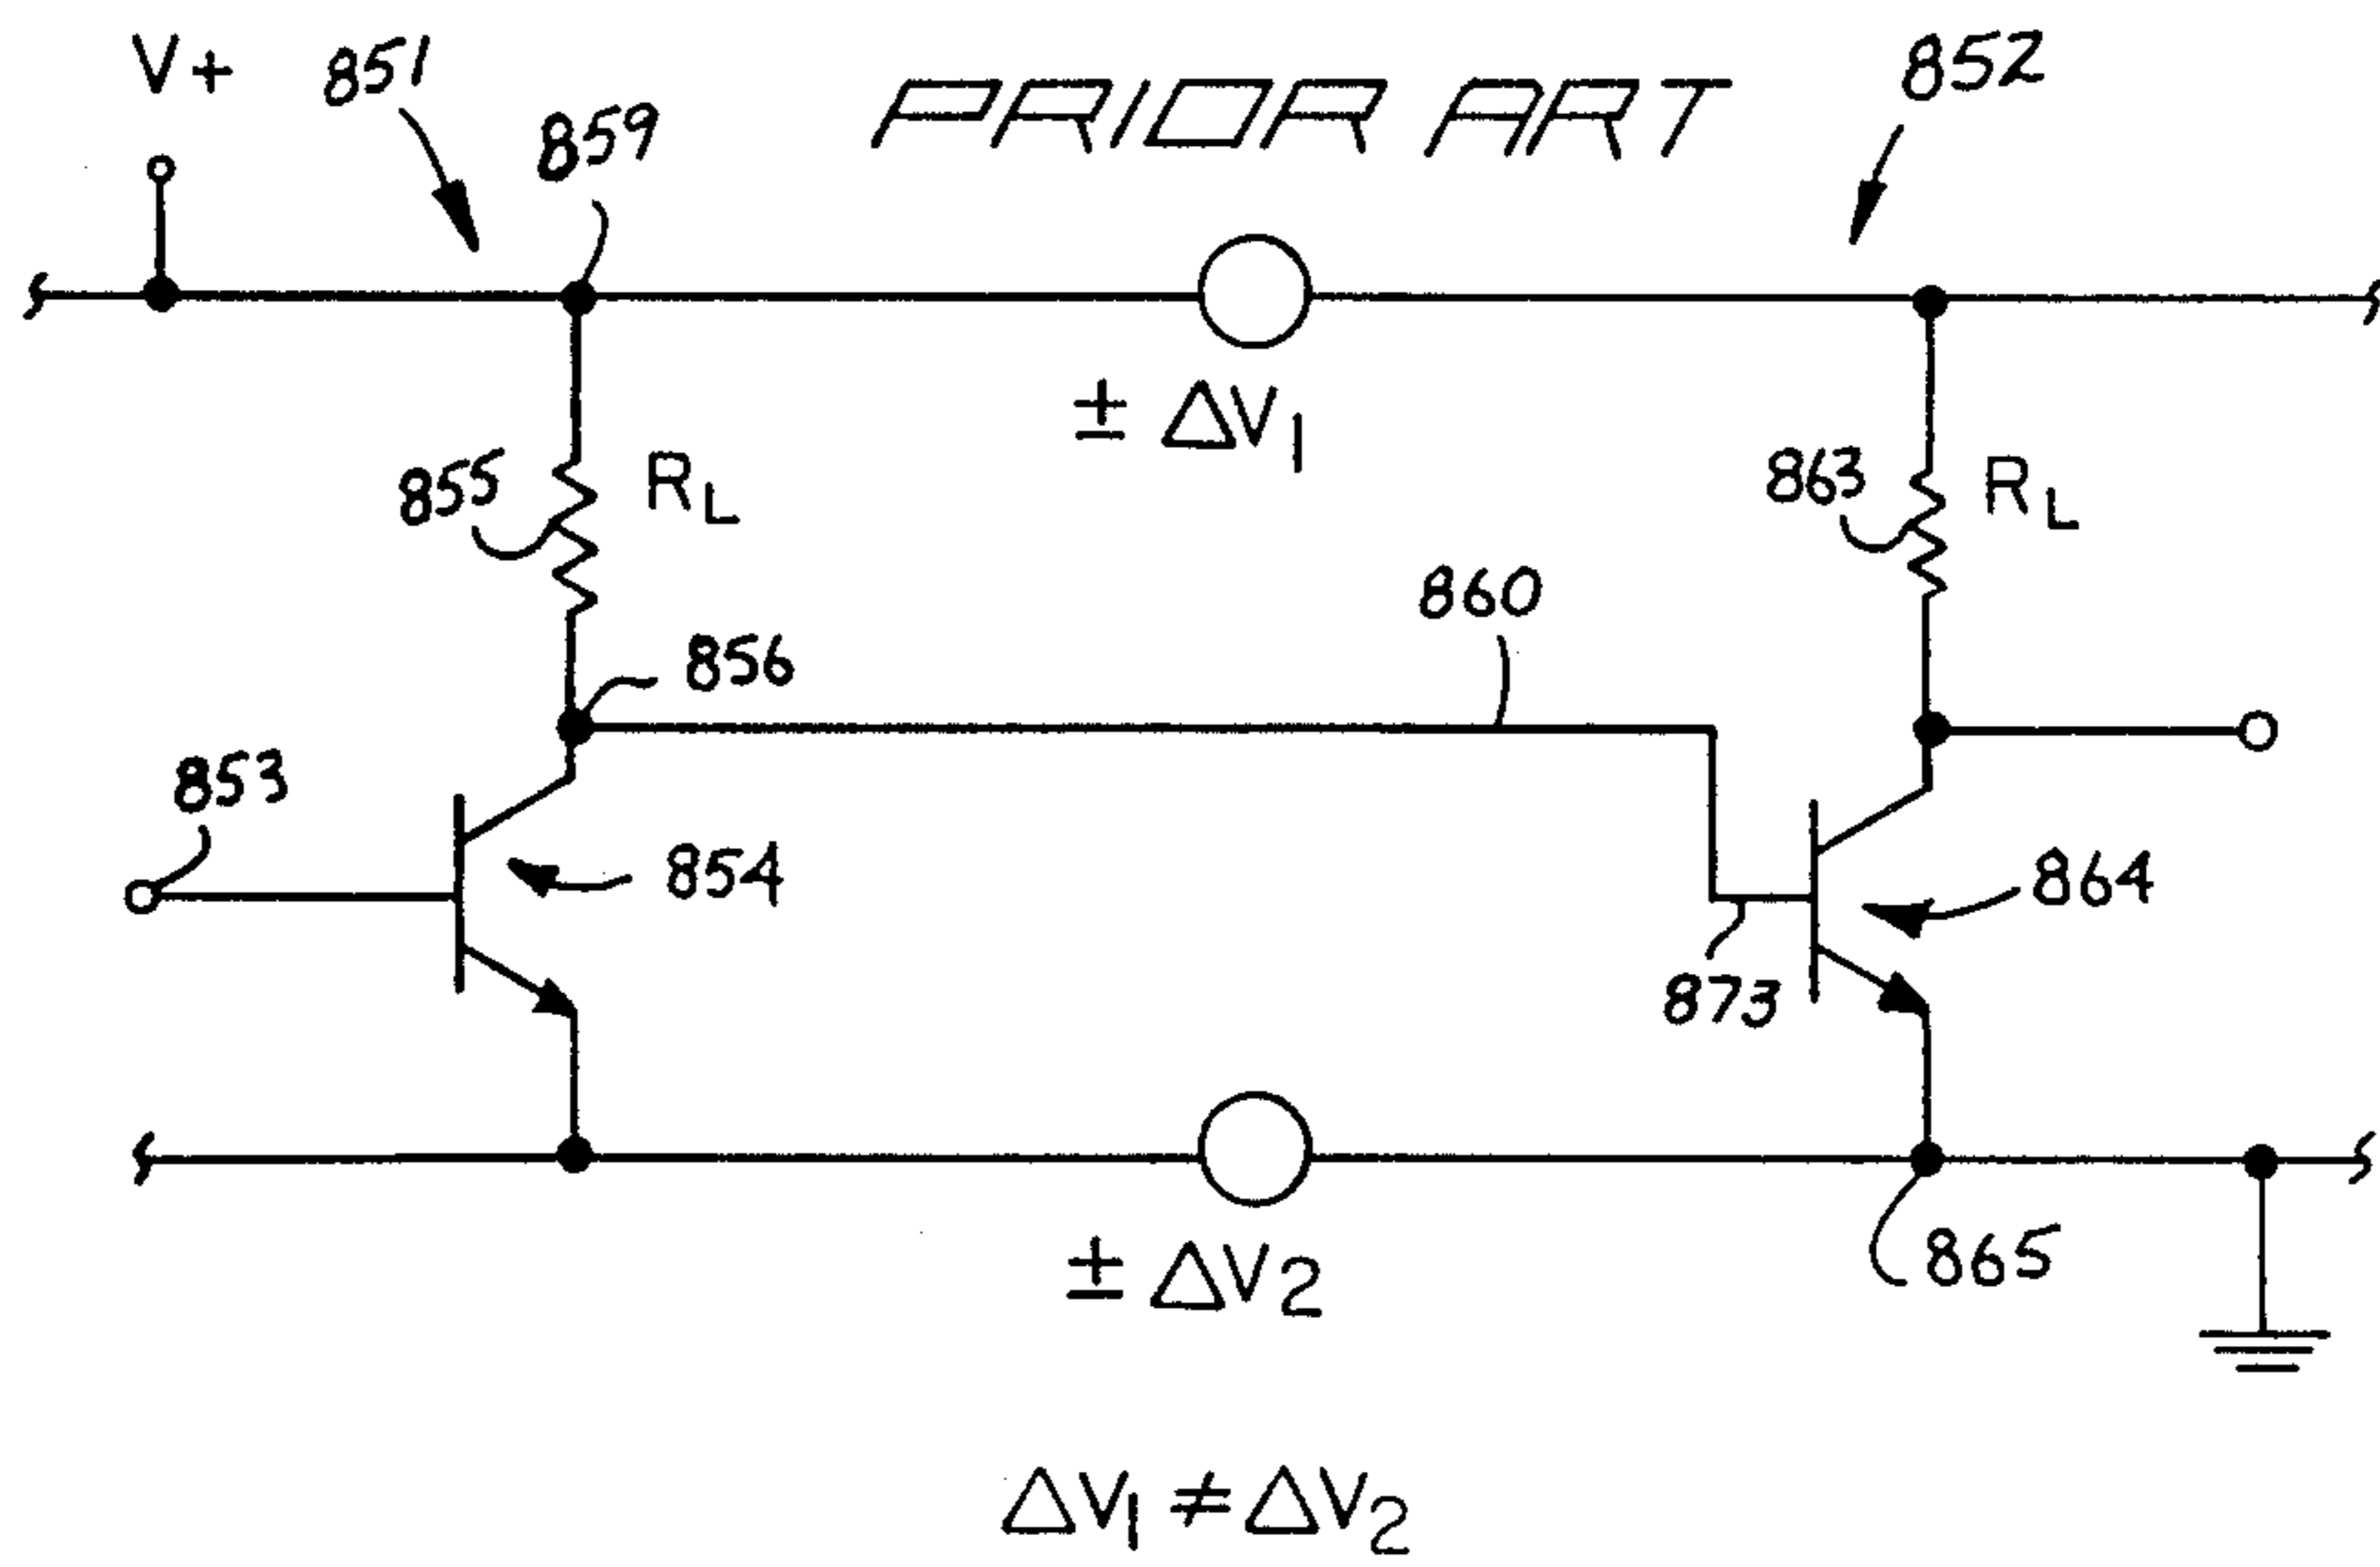 V+
851
859
PRIOR ART
852
± ΔV1
855
RL
863
RL
860
856
853
854
864
873
± ΔV2
865
ΔV1 ≠ ΔV2